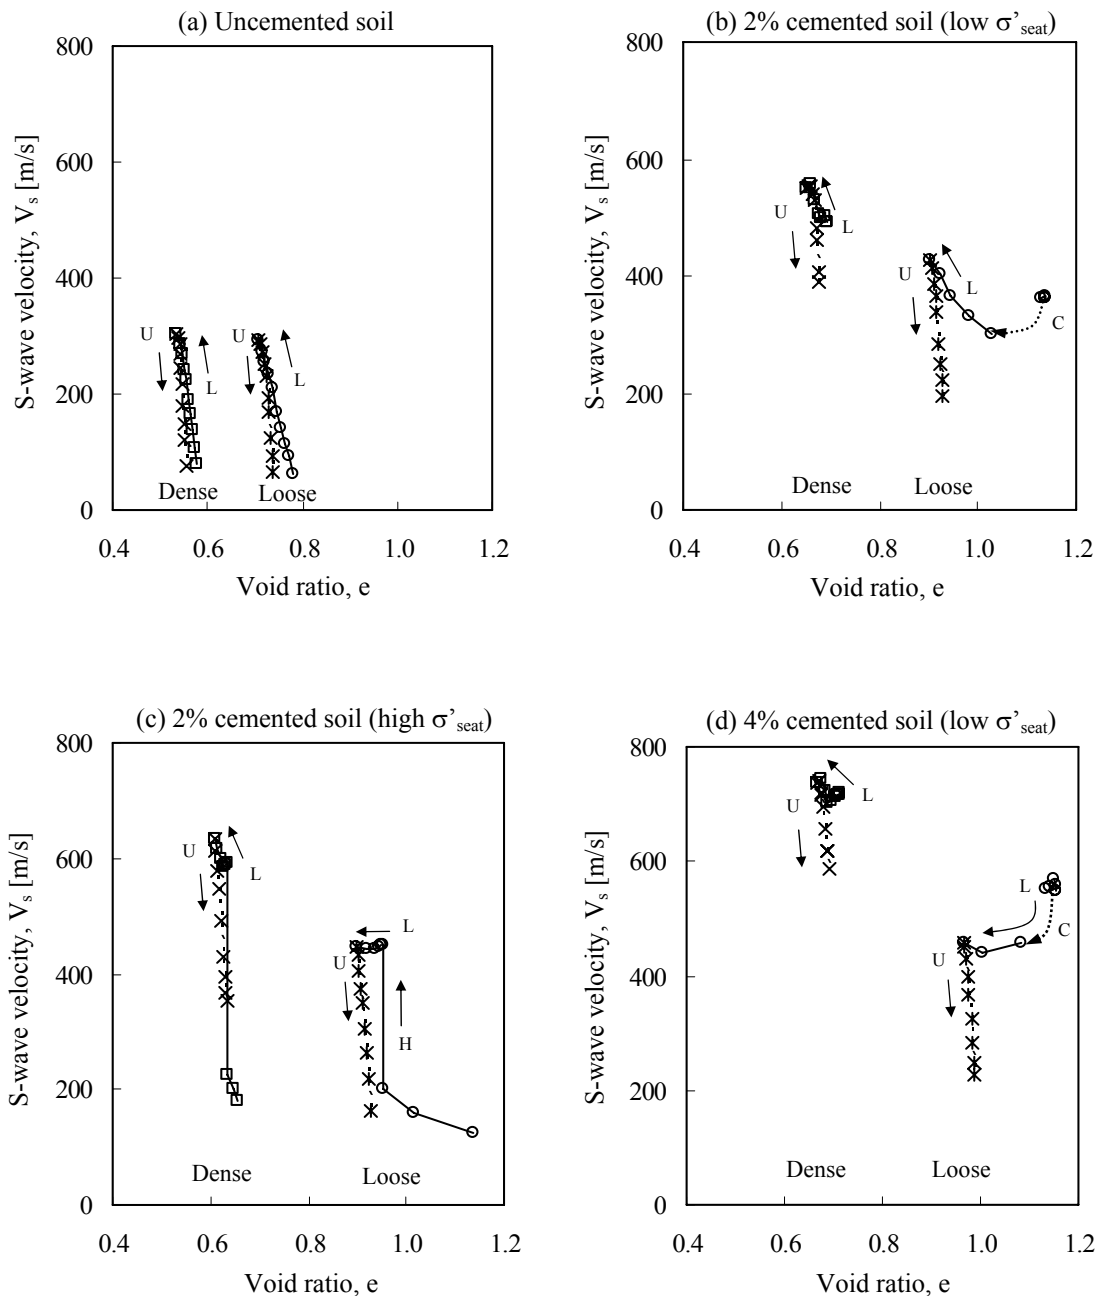 (a) Uncemented soil
800
600
400
200
0
0.4 0.6 0.8 1.0 1.2
S-wave velocity, Vs [m/s]
Void ratio, e
U
L
U
L
Dense Loose
(b) 2% cemented soil (low σ’seat)
800
600
400
200
0
0.4 0.6 0.8 1.0 1.2
S-wave velocity, Vs [m/s]
Void ratio, e
U
L
U
L
C
Dense Loose
(c) 2% cemented soil (high σ’seat)
800
600
400
200
0
0.4 0.6 0.8 1.0 1.2
S-wave velocity, Vs [m/s]
Void ratio, e
U
L
L
U
H
Dense Loose
(d) 4% cemented soil (low σ’seat)
800
600
400
200
0
0.4 0.6 0.8 1.0 1.2
S-wave velocity, Vs [m/s]
Void ratio, e
U
L
L
C
U
Dense Loose